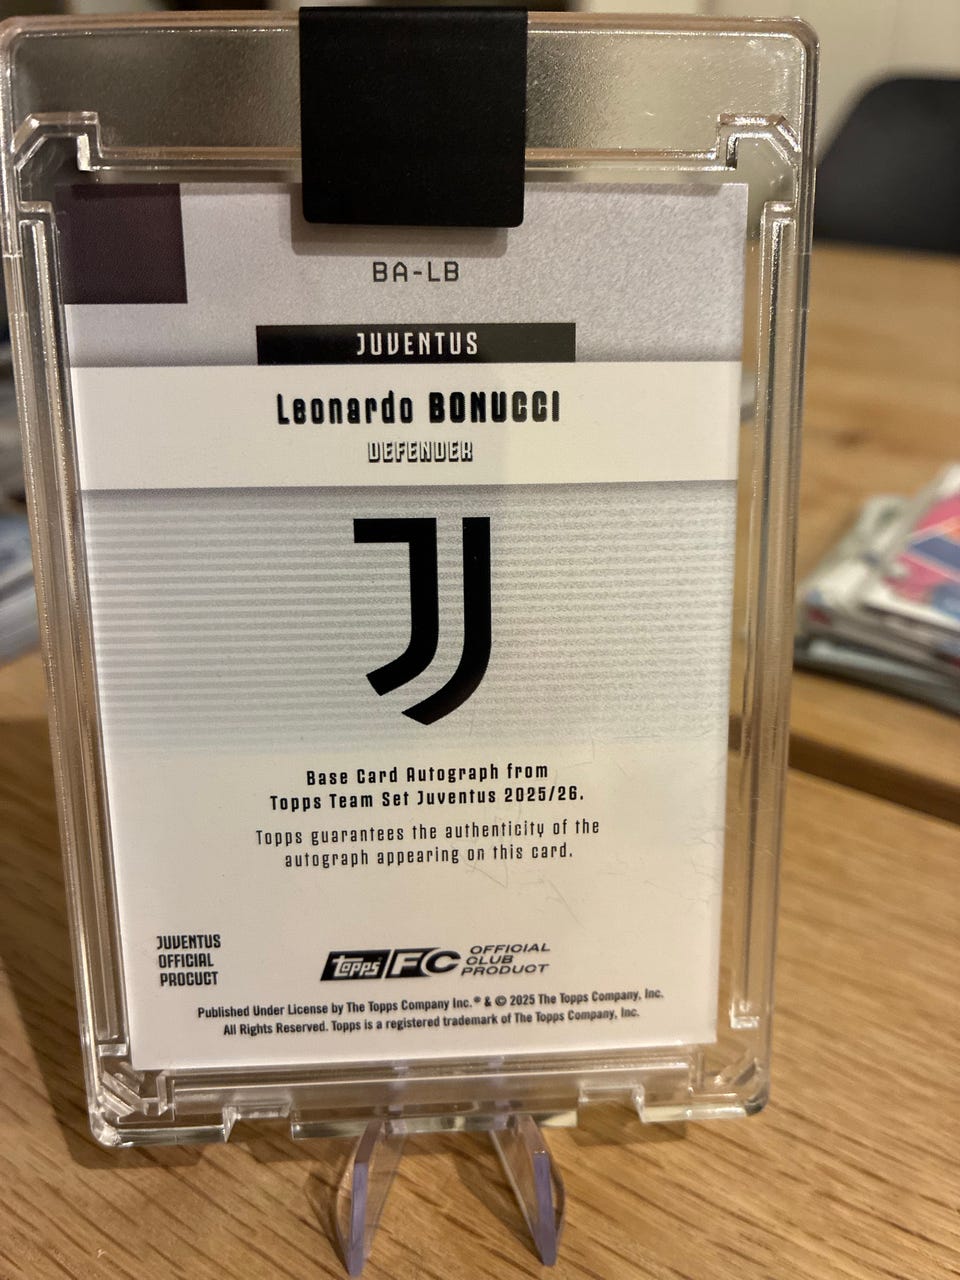 BA-LB
JUVENTUS
Leonardo BONUCCI
DEFENDER
Base Card Autograph from
Topps Team Set Juventus 2025/26.
Topps guarantees the authenticity of the
autograph appearing on this card.
JUVENTUS
OFFICIAL
PRODUCT
topps FC
OFFICIAL
CLUB
PRODUCT
Published Under License by The Topps Company Inc.® & © 2025 The Topps Company, Inc.
All Rights Reserved. Topps is a registered trademark of The Topps Company, Inc.